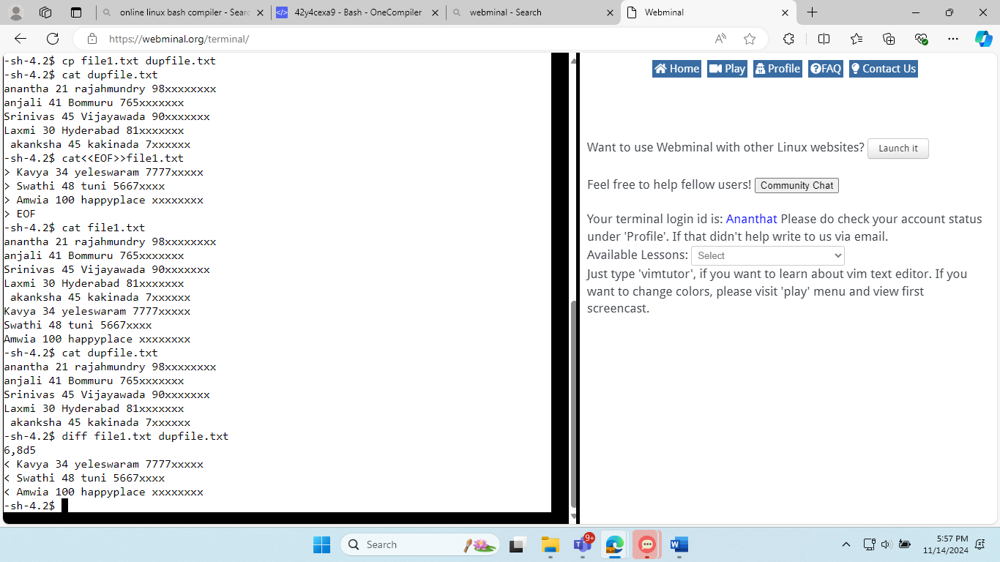 online linux bash compiler - Sear
42y4cexa9 - Bash - OneCompiler
webminal - Search
Webminal
https://webminal.org/terminal/
-sh-4.2$ cp file1.txt dupfile.txt
-sh-4.2$ cat dupfile.txt
anantha 21 rajahmundry 98xxxxxxxx
anjali 41 Bommuru 765xxxxxxx
Srinivas 45 Vijayawada 90xxxxxxx
Laxmi 30 Hyderabad 81xxxxxxx
 akanksha 45 kakinada 7xxxxxx
-sh-4.2$ cat<<EOF>>file1.txt
> Kavya 34 yeleswaram 7777xxxxx
> Swathi 48 tuni 5667xxxx
> Amwia 100 happyplace xxxxxxxx
> EOF
-sh-4.2$ cat file1.txt
anantha 21 rajahmundry 98xxxxxxxx
anjali 41 Bommuru 765xxxxxxx
Srinivas 45 Vijayawada 90xxxxxxx
Laxmi 30 Hyderabad 81xxxxxxx
 akanksha 45 kakinada 7xxxxxx
Kavya 34 yeleswaram 7777xxxxx
Swathi 48 tuni 5667xxxx
Amwia 100 happyplace xxxxxxxx
-sh-4.2$ cat dupfile.txt
anantha 21 rajahmundry 98xxxxxxxx
anjali 41 Bommuru 765xxxxxxx
Srinivas 45 Vijayawada 90xxxxxxx
Laxmi 30 Hyderabad 81xxxxxxx
 akanksha 45 kakinada 7xxxxxx
-sh-4.2$ diff file1.txt dupfile.txt
6,8d5
< Kavya 34 yeleswaram 7777xxxxx
< Swathi 48 tuni 5667xxxx
< Amwia 100 happyplace xxxxxxxx
-sh-4.2$
Home Play Profile FAQ Contact Us
Want to use Webminal with other Linux websites? Launch it
Feel free to help fellow users! Community Chat
Your terminal login id is: Ananthat Please do check your account status
under 'Profile'. If that didn't help write to us via email.
Available Lessons: Select
Just type 'vimtutor', if you want to learn about vim text editor. If you
want to change colors, please visit 'play' menu and view first
screencast.
Search
9+
5:57 PM
11/14/2024